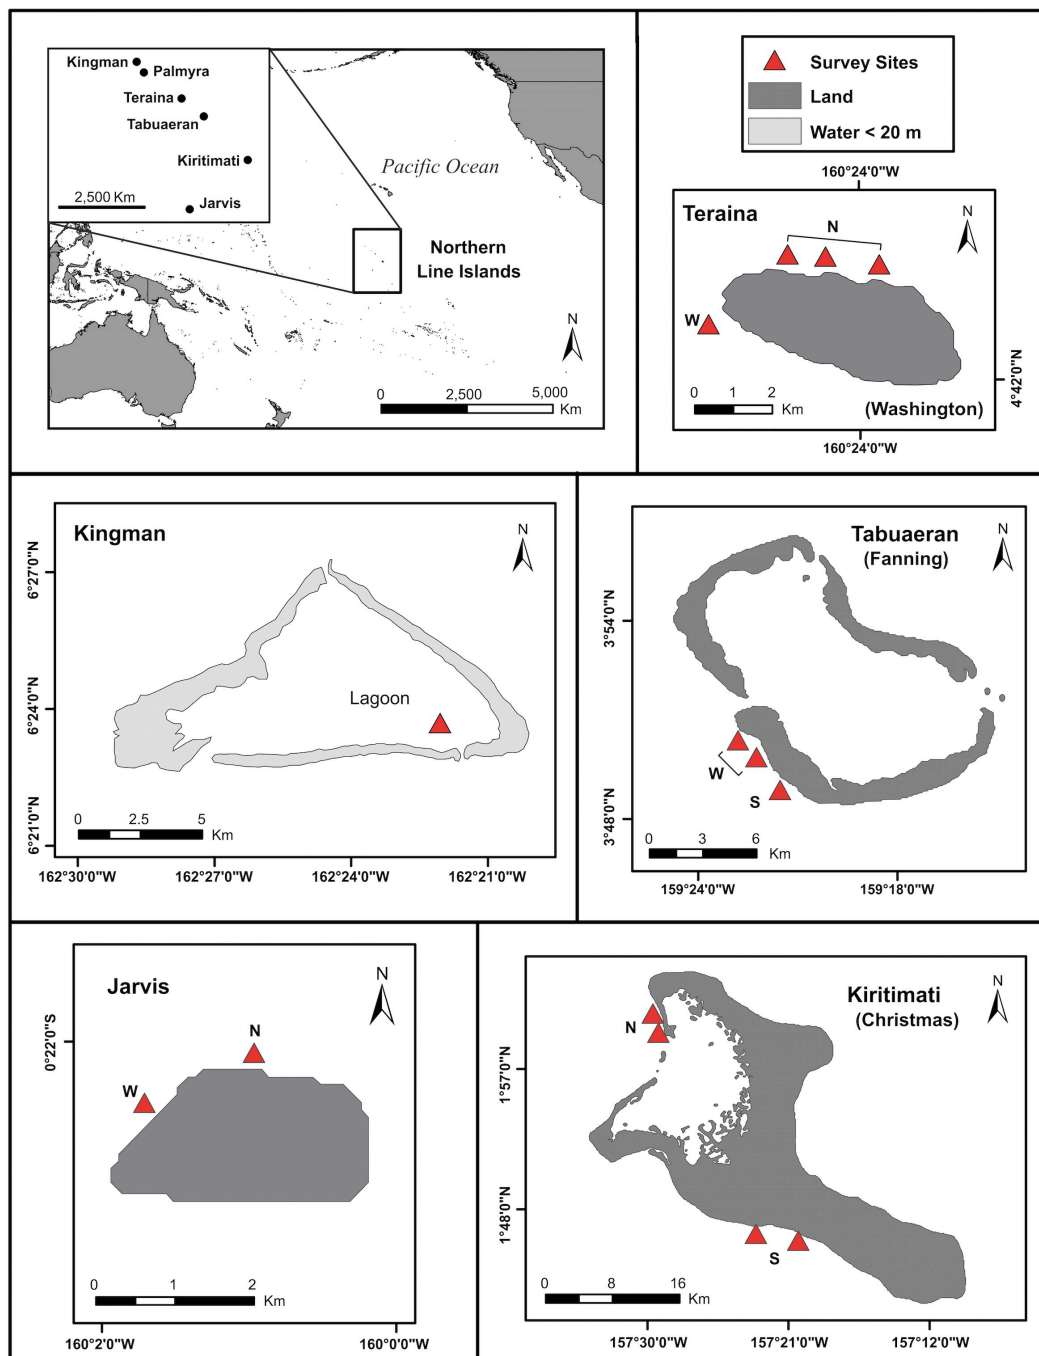 Kingman
Palmyra
Teraina
Tabuaeran
Kiritimati
Jarvis
2,500 Km
Pacific Ocean
Northern
Line Islands
N
0 2,500 5,000
Km
Survey Sites
Land
Water < 20 m
160°24'0"W
Teraina
N
N
W
0 1 2
Km
(Washington)
4°42'0"N
160°24'0"W
Kingman
N
6°27'0"N
6°24'0"N
6°21'0"N
Lagoon
0 2.5 5
Km
162°30'0"W 162°27'0"W 162°24'0"W 162°21'0"W
Tabuaeran
(Fanning)
N
3°54'0"N
3°48'0"N
W
S
0 3 6
Km
159°24'0"W 159°18'0"W
Jarvis
N
0°22'0"S
N
W
0 1 2
Km
160°2'0"W 160°0'0"W
Kiritimati
(Christmas)
N
N
1°57'0"N
1°48'0"N
S
0 8 16
Km
157°30'0"W 157°21'0"W 157°12'0"W